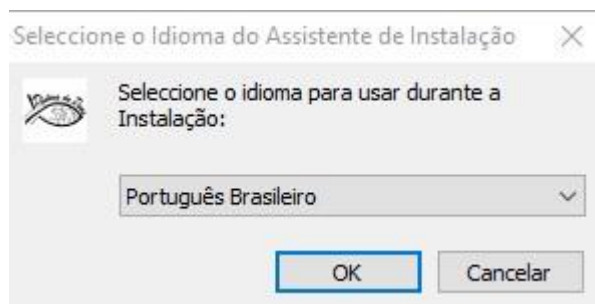 Seleccione o Idioma do Assistente de Instalação
Seleccione o idioma para usar durante a
Instalação:
Português Brasileiro
OK
Cancelar